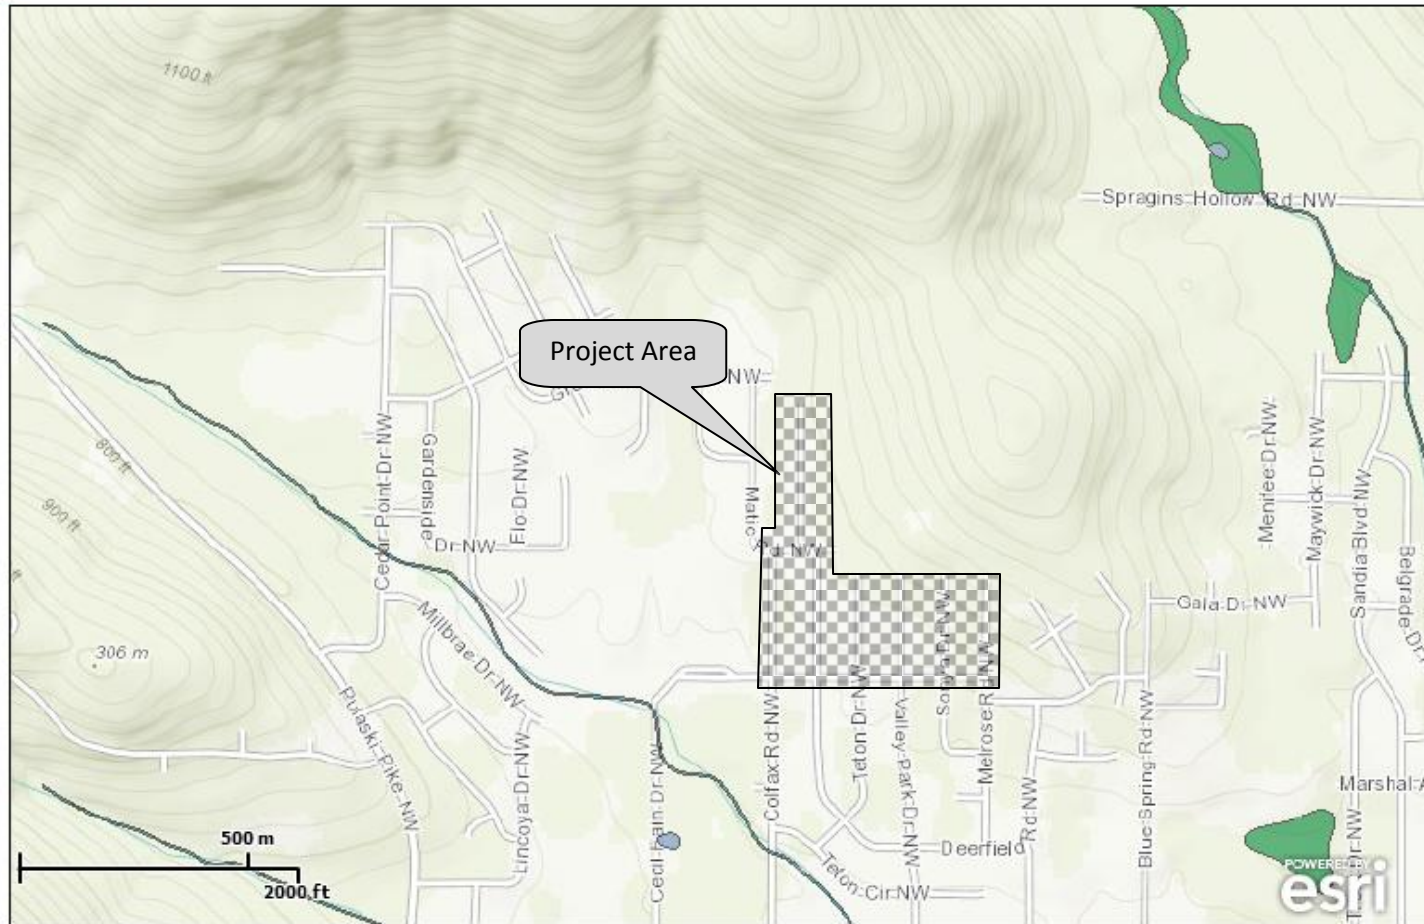 1100 ft
Spragins Hollow Rd NW
Project Area
NW
800 ft
900 ft
ft
306 m
Cedar Point Dr NW
Gardenside
Dr NW
Flo Dr NW
Matic
Rd NW
Menifee Dr NW
Maywick Dr NW
Sandia Blvd NW
Belgrade Dr
Gala Dr NW
Millbrae Dr NW
Pulaski Pike NW
Lincoya Dr NW
Colfax Rd NW
Teton Dr NW
Valley Park Dr NW
Melrose Rd NW
Rd NW
Blue Spring Rd NW
Marshal A
Deerfield
Teton Cir NW
Dr NW
500 m
2000 ft
POWERED BY
esri